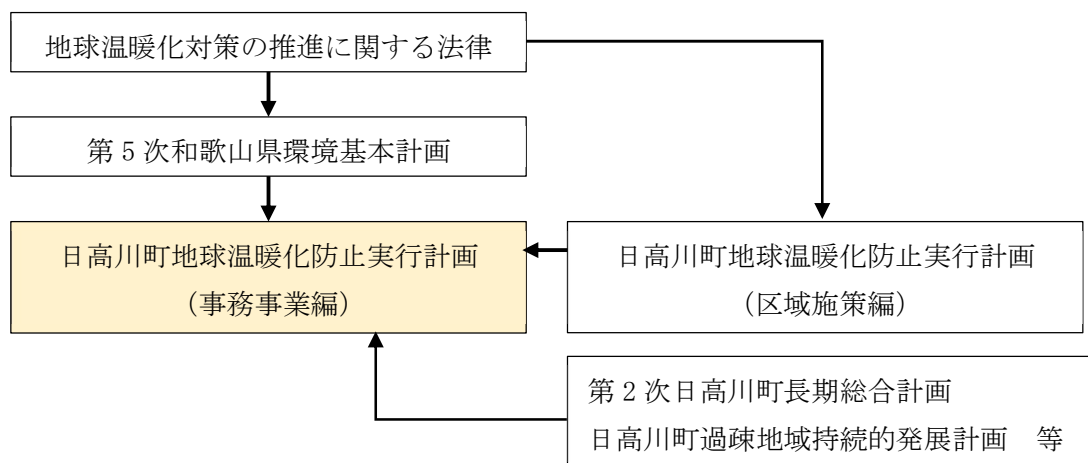 地球温暖化対策の推進に関する法律
第5次和歌山県環境基本計画
日高川町地球温暖化防止実行計画
（事務事業編）
日高川町地球温暖化防止実行計画
（区域施策編）
第2次日高川町長期総合計画
日高川町過疎地域持続的発展計画　等